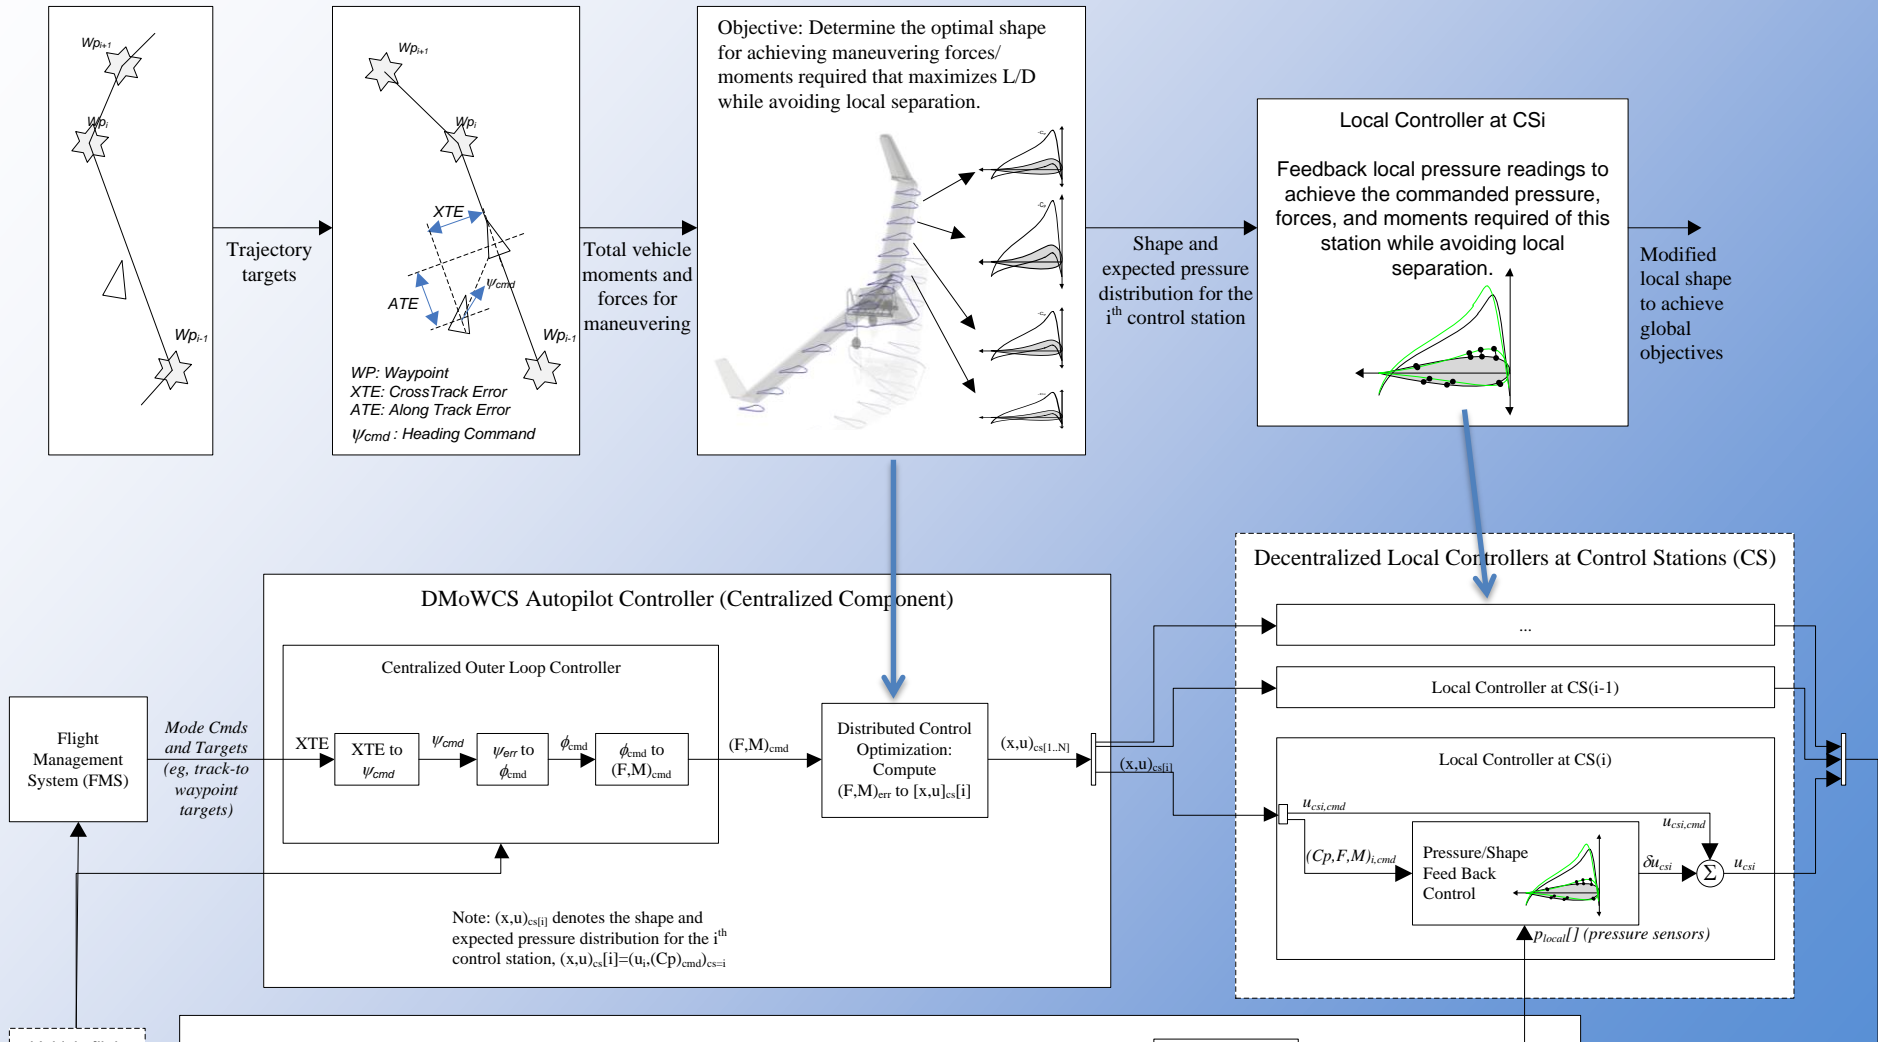 Wpi+1
Wpi
Wpi-1
Trajectory
targets
Wpi+1
Wpi
XTE
ψcmd
ATE
Wpi-1
WP: Waypoint
XTE: CrossTrack Error
ATE: Along Track Error
ψcmd : Heading Command
Total vehicle
moments and
forces for
maneuvering
Objective: Determine the optimal shape
for achieving maneuvering forces/
moments required that maximizes L/D
while avoiding local separation.
Shape and
expected pressure
distribution for the
ith control station
Local Controller at CSi
Feedback local pressure readings to
achieve the commanded pressure,
forces, and moments required of this
station while avoiding local
separation.
Modified
local shape
to achieve
global
objectives
Flight
Management
System (FMS)
Mode Cmds
and Targets
(eg, track-to
waypoint
targets)
DMoWCS Autopilot Controller (Centralized Component)
Centralized Outer Loop Controller
XTE
XTE to
ψcmd
ψcmd
ψerr to
ϕcmd
ϕcmd
ϕcmd to
(F,M)cmd
(F,M)cmd
Distributed Control
Optimization:
Compute
(F,M)err to [x,u]cs[i]
(x,u)cs[1..N]
(x,u)cs[i]
Note: (x,u)cs[i] denotes the shape and
expected pressure distribution for the ith
control station, (x,u)cs[i]=(ui,(Cp)cmd)cs=i
Decentralized Local Controllers at Control Stations (CS)
...
Local Controller at CS(i-1)
Local Controller at CS(i)
ucsi,cmd
ucsi,cmd
(Cp,F,M)i,cmd
Pressure/Shape
Feed Back
Control
δucsi
Σ
ucsi
plocal[] (pressure sensors)